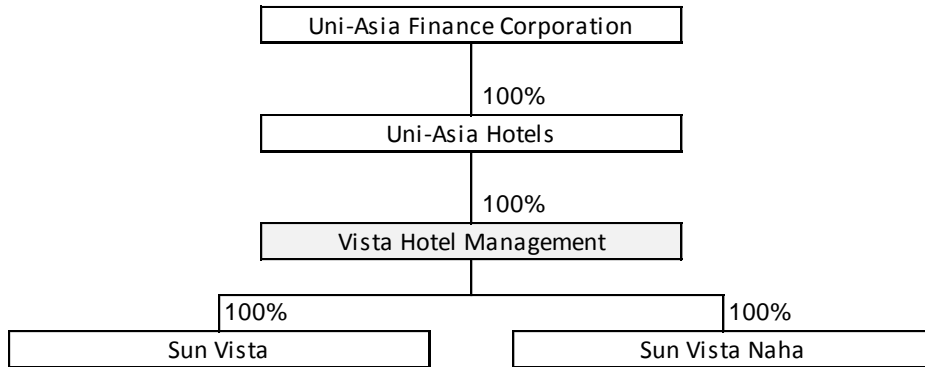 Uni-Asia Finance Corporation
100%
Uni-Asia Hotels
100%
Vista Hotel Management
100%
100%
Sun Vista
Sun Vista Naha